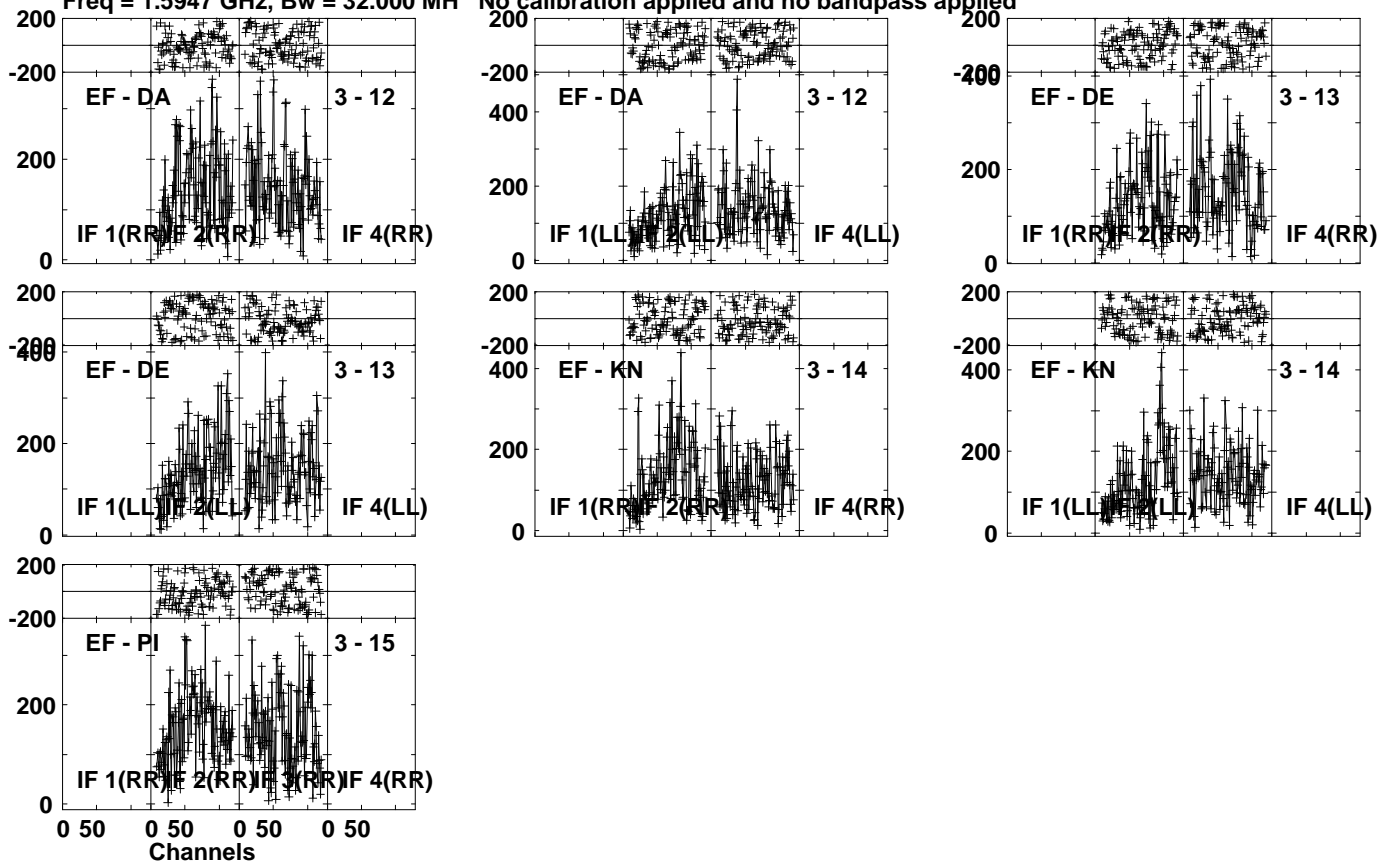 Freq = 1.5947 GHz, Bw = 32.000 MH No calibration applied and no bandpass applied
200
-200
EF - DA
3 - 12
200
0
IF 1(RR)
IF 2(RR)
IF 4(RR)
200
-200
EF - DA
3 - 12
400
200
0
IF 1(LL)
IF 2(LL)
IF 4(LL)
200
-200
400
EF - DE
3 - 13
200
0
IF 1(RR)
IF 2(RR)
IF 4(RR)
200
-200
400
EF - DE
3 - 13
200
0
IF 1(LL)
IF 2(LL)
IF 4(LL)
200
-200
EF - KN
3 - 14
400
200
0
IF 1(RR)
IF 2(RR)
IF 4(RR)
200
-200
EF - KN
3 - 14
400
200
0
IF 1(LL)
IF 2(LL)
IF 4(LL)
200
-200
EF - PI
3 - 15
200
0
IF 1(RR)
IF 2(RR)
IF 3(RR)
IF 4(RR)
0 50 0 50 0 50 0 50
Channels